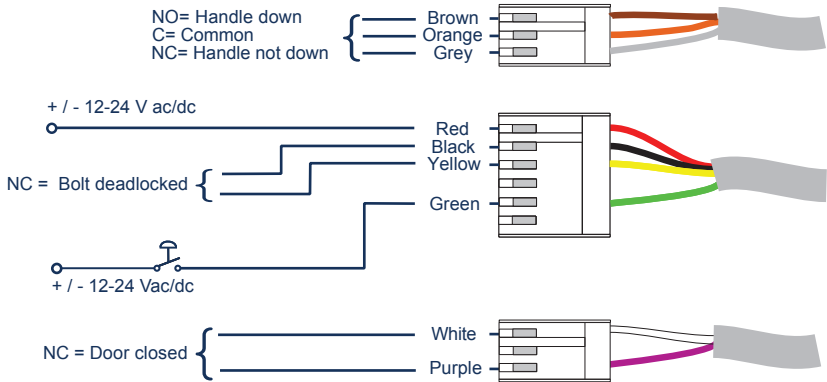 NO= Handle down
C= Common
NC= Handle not down
Brown
Orange
Grey
+ / - 12-24 V ac/dc
Red
Black
Yellow
NC = Bolt deadlocked
Green
+ / - 12-24 Vac/dc
White
NC = Door closed
Purple